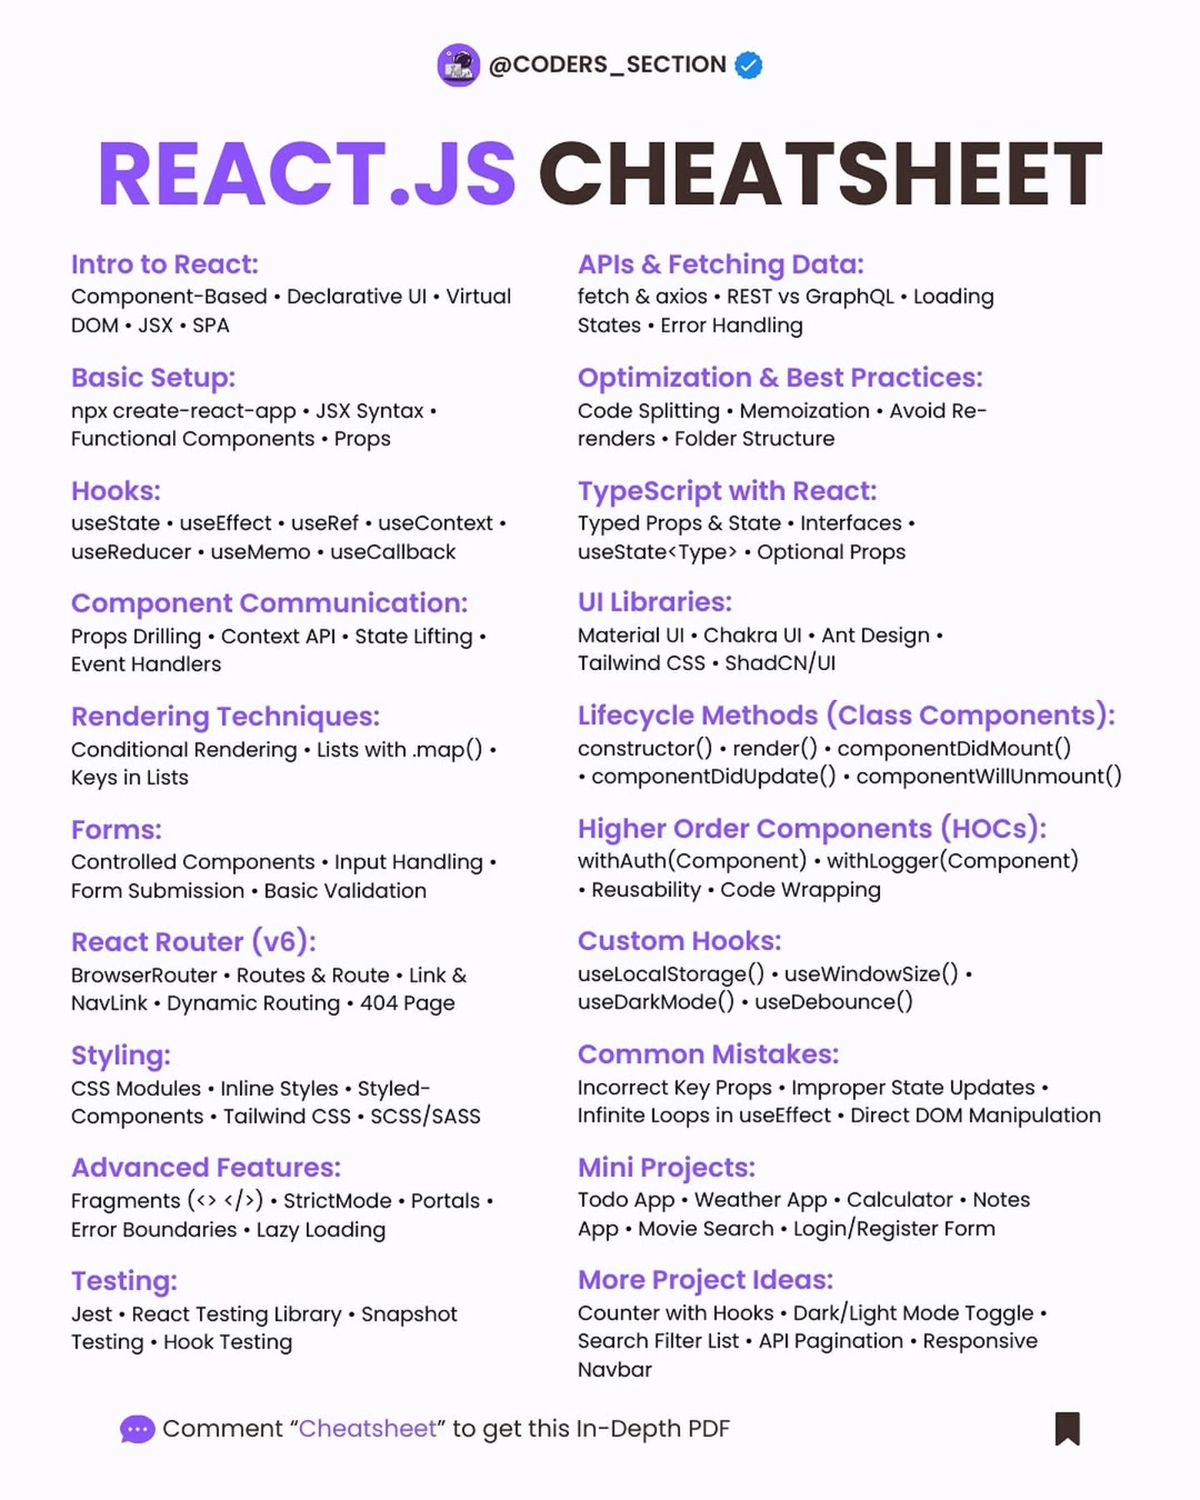 @CODERS_SECTION
REACT.JS CHEATSHEET
Intro to React:
Component-Based • Declarative UI • Virtual
DOM • JSX • SPA
Basic Setup:
npx create-react-app • JSX Syntax •
Functional Components • Props
Hooks:
useState • useEffect • useRef • useContext •
useReducer • useMemo • useCallback
Component Communication:
Props Drilling • Context API • State Lifting •
Event Handlers
Rendering Techniques:
Conditional Rendering • Lists with .map() •
Keys in Lists
Forms:
Controlled Components • Input Handling •
Form Submission • Basic Validation
React Router (v6):
BrowserRouter • Routes & Route • Link &
NavLink • Dynamic Routing • 404 Page
Styling:
CSS Modules • Inline Styles • Styled-
Components • Tailwind CSS • SCSS/SASS
Advanced Features:
Fragments (<> </>) • StrictMode • Portals •
Error Boundaries • Lazy Loading
Testing:
Jest • React Testing Library • Snapshot
Testing • Hook Testing
APIs & Fetching Data:
fetch & axios • REST vs GraphQL • Loading
States • Error Handling
Optimization & Best Practices:
Code Splitting • Memoization • Avoid Re-
renders • Folder Structure
TypeScript with React:
Typed Props & State • Interfaces •
useState<Type> • Optional Props
UI Libraries:
Material UI • Chakra UI • Ant Design •
Tailwind CSS • ShadCN/UI
Lifecycle Methods (Class Components):
constructor() • render() • componentDidMount()
• componentDidUpdate() • componentWillUnmount()
Higher Order Components (HOCs):
withAuth(Component) • withLogger(Component)
• Reusability • Code Wrapping
Custom Hooks:
useLocalStorage() • useWindowSize() •
useDarkMode() • useDebounce()
Common Mistakes:
Incorrect Key Props • Improper State Updates •
Infinite Loops in useEffect • Direct DOM Manipulation
Mini Projects:
Todo App • Weather App • Calculator • Notes
App • Movie Search • Login/Register Form
More Project Ideas:
Counter with Hooks • Dark/Light Mode Toggle •
Search Filter List • API Pagination • Responsive
Navbar
Comment “Cheatsheet” to get this In-Depth PDF